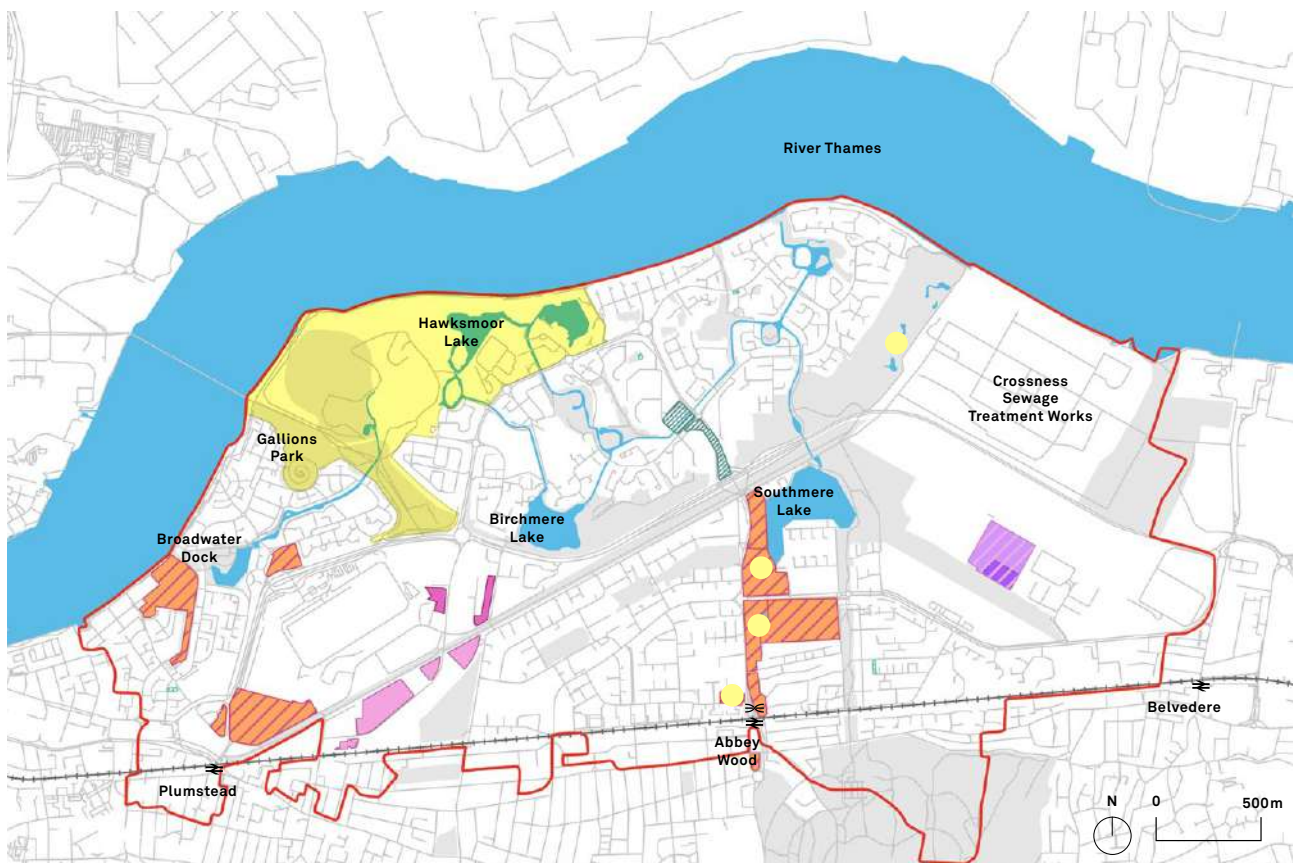 River Thames
Hawksmoor
Lake
Crossness
Sewage
Treatment Works
Gallions
Park
Southmere
Lake
Birchmere
Lake
Broadwater
Dock
Belvedere
Abbey
Wood
Plumstead
N
0
500m